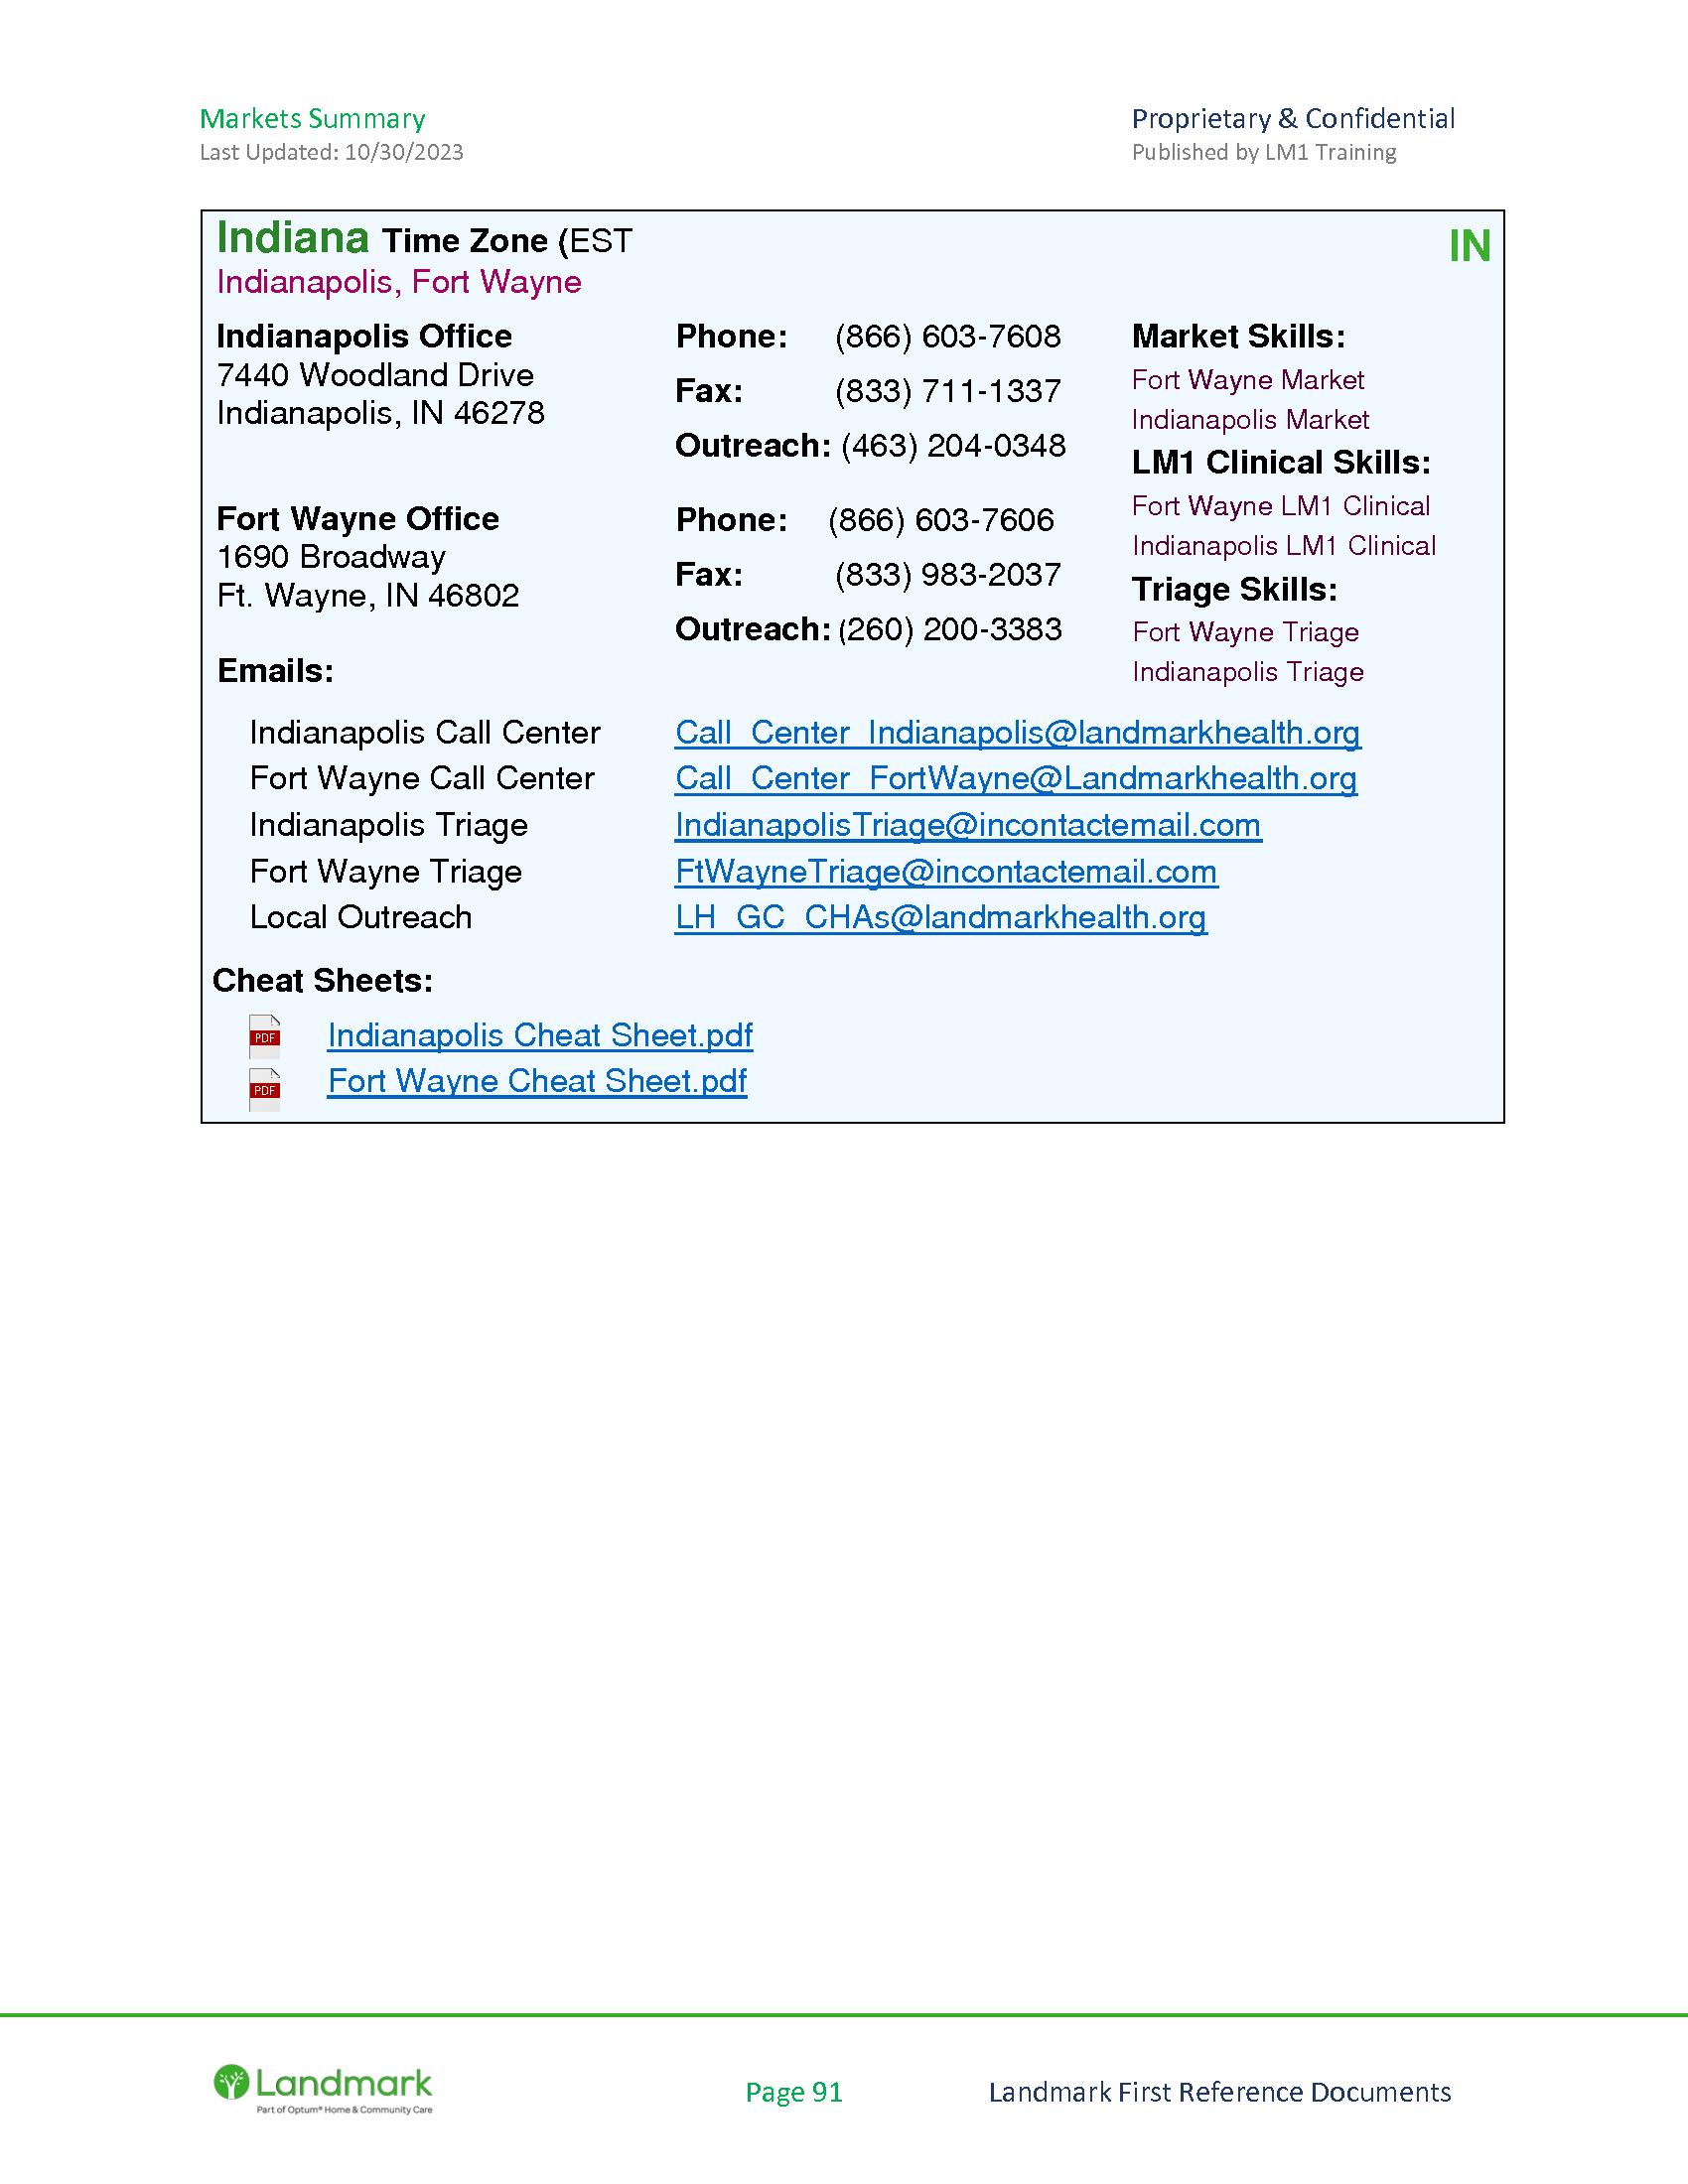 Markets Summary
Last Updated: 10/30/2023
Proprietary & Confidential
Published by LM1 Training
Indiana Time Zone (EST
IN
Indianapolis, Fort Wayne
Indianapolis Office
7440 Woodland Drive
Indianapolis, IN 46278
Phone: (866) 603-7608
Fax: (833) 711-1337
Outreach: (463) 204-0348
Fort Wayne Office
1690 Broadway
Ft. Wayne, IN 46802
Phone: (866) 603-7606
Fax: (833) 983-2037
Outreach: (260) 200-3383
Market Skills:
Fort Wayne Market
Indianapolis Market
LM1 Clinical Skills:
Fort Wayne LM1 Clinical
Indianapolis LM1 Clinical
Triage Skills:
Fort Wayne Triage
Indianapolis Triage
Emails:
Indianapolis Call Center Call_Center_Indianapolis@landmarkhealth.org
Fort Wayne Call Center Call_Center_FortWayne@Landmarkhealth.org
Indianapolis Triage IndianapolisTriage@incontactemail.com
Fort Wayne Triage FtWayneTriage@incontactemail.com
Local Outreach LH_GC_CHAs@landmarkhealth.org
Cheat Sheets:
PDF Indianapolis Cheat Sheet.pdf
PDF Fort Wayne Cheat Sheet.pdf
Landmark
Part of Optum® Home & Community Care
Page 91
Landmark First Reference Documents